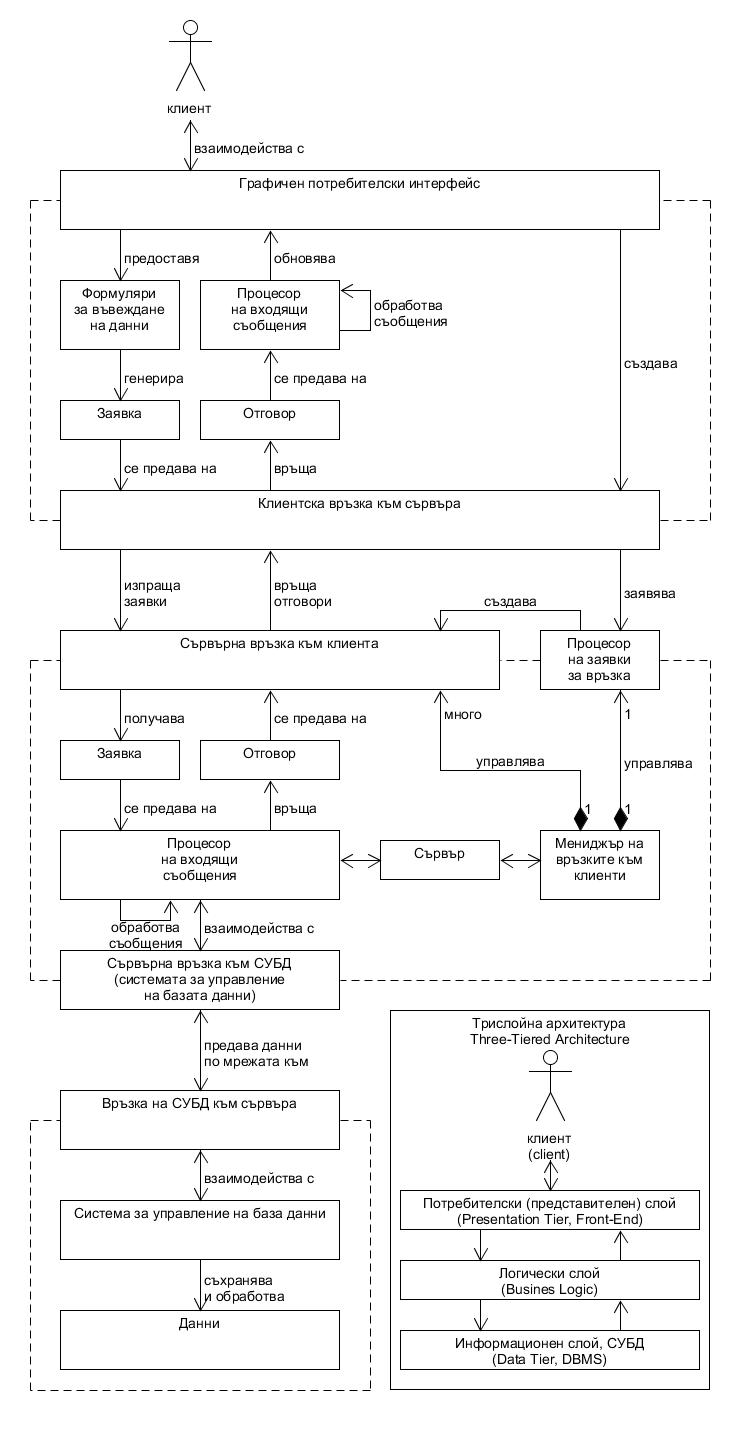 клиент
взаимодейства с
Графичен потребителски интерфейс
предоставя
обновява
Формуляри
за въвеждане
на данни
Процесор
на входящи
съобщения
обработва
съобщения
създава
генерира
се предава на
Заявка
Отговор
се предава на
връща
Клиентска връзка към сървъра
изпраща
заявки
връща
отговори
заявява
създава
Сървърна връзка към клиента
Процесор
на заявки
за връзка
получава
се предава на
много
1
управлява
управлява
Заявка
Отговор
се предава на
връща
1
1
Процесор
на входящи
съобщения
Сървър
Мениджър на
връзките към
клиенти
обработва
съобщения
взаимодейства с
Сървърна връзка към СУБД
(системата за управление
на базата данни)
предава данни
по мрежата към
Връзка на СУБД към сървъра
взаимодейства с
Система за управление на база данни
съхранява
и обработва
Данни
Трислойна архитектура
Three-Tiered Architecture
клиент
(client)
Потребителски (представителен) слой
(Presentation Tier, Front-End)
Логически слой
(Busines Logic)
Информационен слой, СУБД
(Data Tier, DBMS)